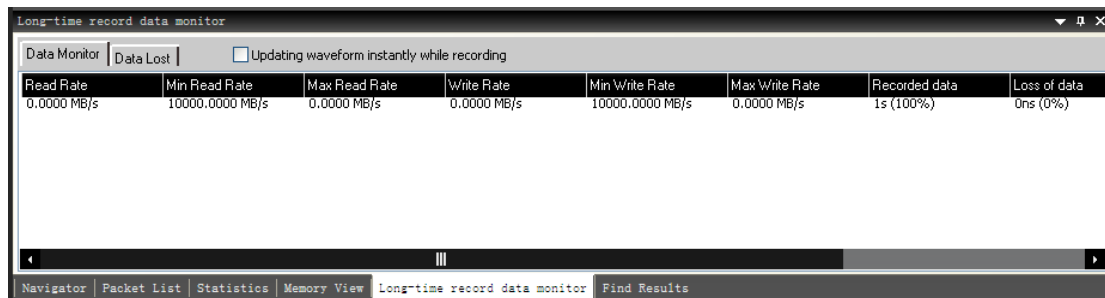 Long-time record data monitor
Data Monitor Data Lost Updating waveform instantly while recording
Read Rate Min Read Rate Max Read Rate Write Rate Min Write Rate Max Write Rate Recorded data Loss of data
0.0000 MB/s 10000.0000 MB/s 0.0000 MB/s 0.0000 MB/s 10000.0000 MB/s 0.0000 MB/s 1s (100%) 0ns (0%)
Navigator Packet List Statistics Memory View Long-time record data monitor Find Results